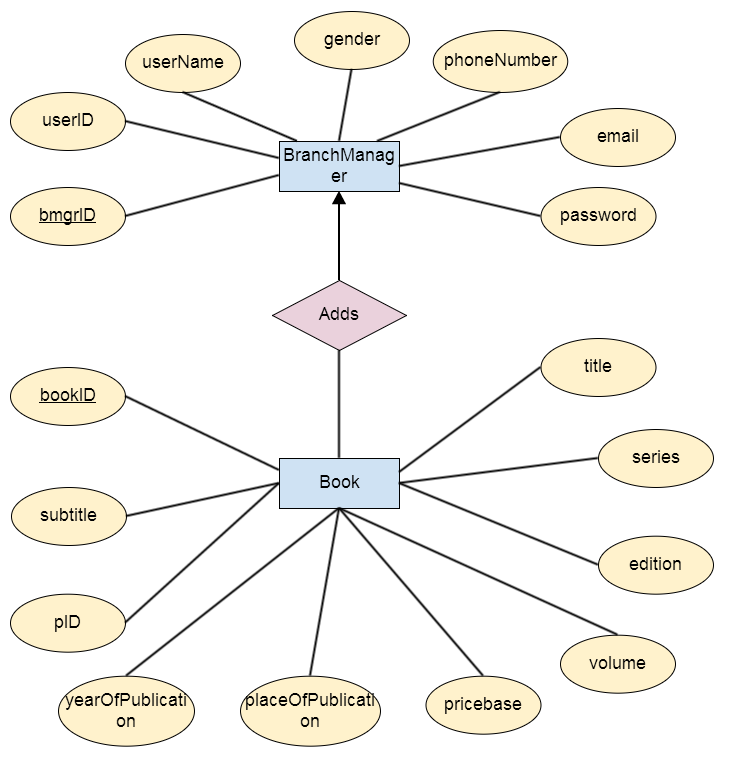 gender
userName
phoneNumber
userID
email
BranchManag
er
bmgrID
password
Adds
title
bookID
series
Book
subtitle
edition
pID
volume
yearOfPublicati
on
placeOfPublicati
on
pricebase